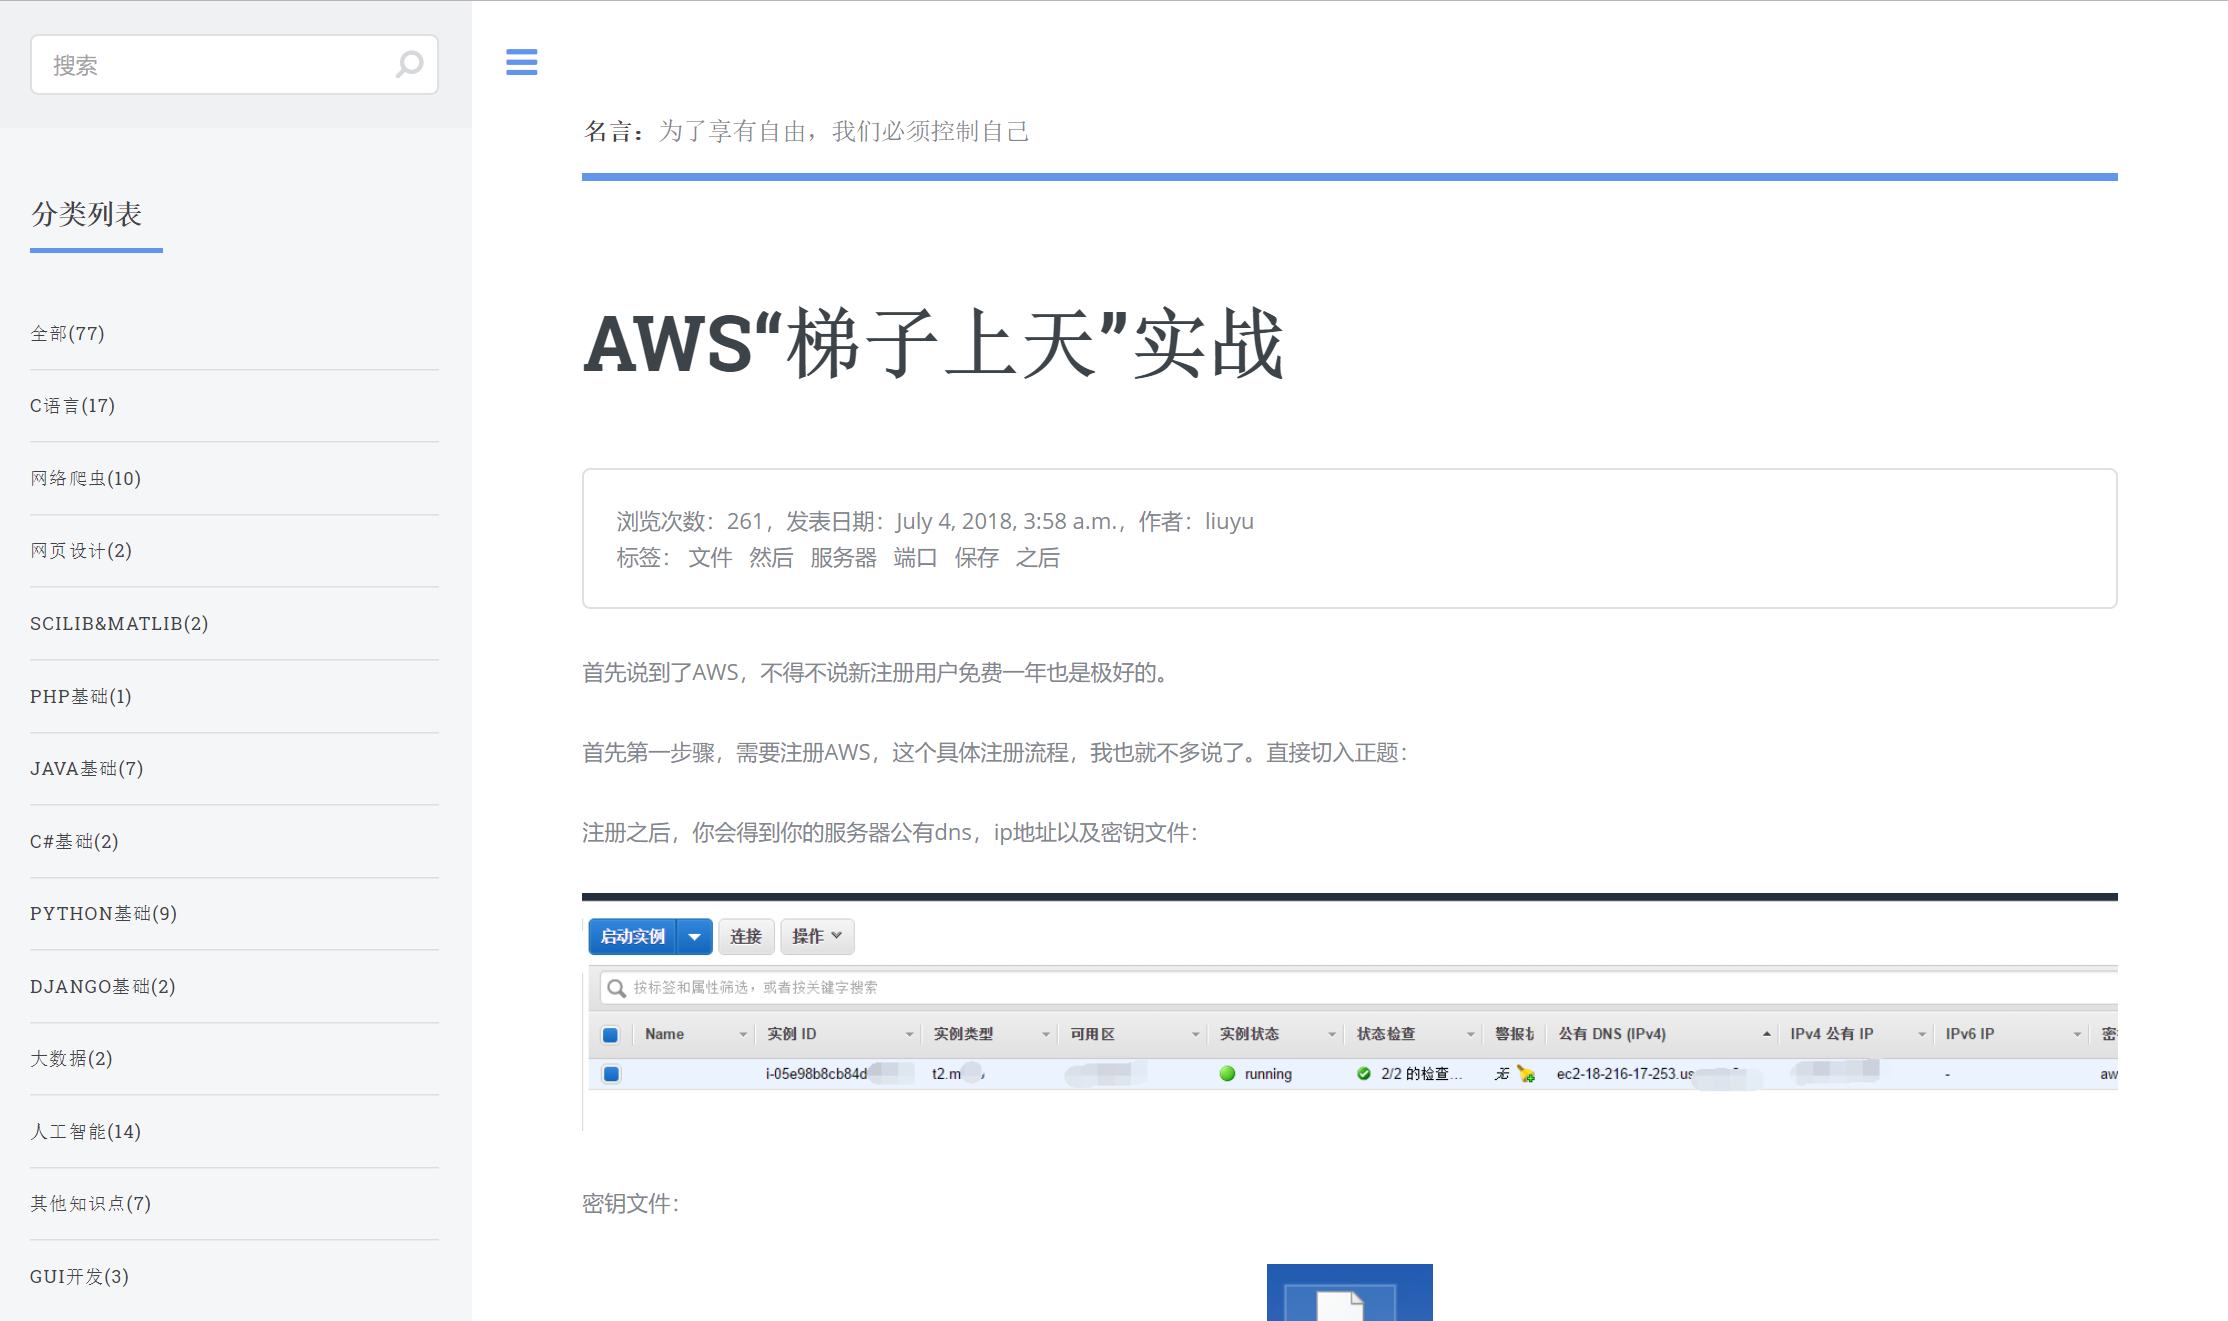 搜索
分类列表
全部(77)
C语言(17)
网络爬虫(10)
网页设计(2)
SCILIB&MATLIB(2)
PHP基础(1)
JAVA基础(7)
C#基础(2)
PYTHON基础(9)
DJANGO基础(2)
大数据(2)
人工智能(14)
其他知识点(7)
GUI开发(3)
名言：为了享有自由，我们必须控制自己
AWS“梯子上天”实战
浏览次数：261，发表日期：July 4, 2018, 3:58 a.m.，作者：liuyu
标签： 文件 然后 服务器 端口 保存 之后
首先说到了AWS，不得不说新注册用户免费一年也是极好的。
首先第一步骤，需要注册AWS，这个具体注册流程，我也就不多说了。直接切入正题：
注册之后，你会得到你的服务器公有dns，ip地址以及密钥文件：
启动实例 连接 操作
按标签和属性筛选，或者按关键字搜索
Name 实例 ID 实例类型 可用区 实例状态 状态检查 警报 公有 DNS (IPv4) IPv4 公有 IP IPv6 IP 密
i-05e98b8cb84d t2.m running 2/2 的检查... 无 ec2-18-216-17-253.us - aw
密钥文件：